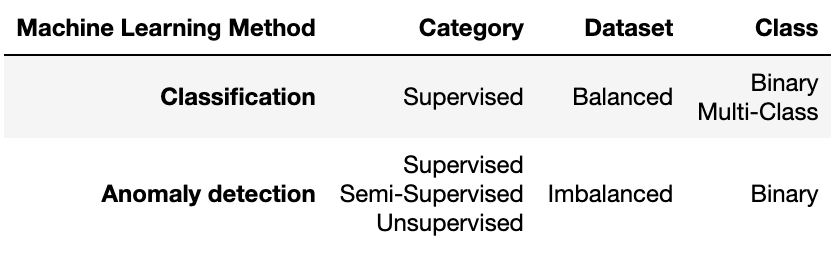 Machine Learning Method Category Dataset Class
Classification Supervised Balanced Binary
Multi-Class
Anomaly detection Supervised
Semi-Supervised
Unsupervised Imbalanced Binary